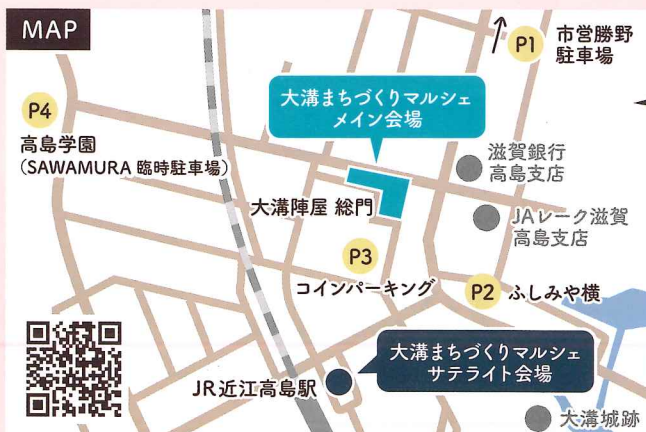 MAP
P1
市営勝野
駐車場
P4
高島学園
（SAWAMURA 臨時駐車場）
大溝まちづくりマルシェ
メイン会場
滋賀銀行
高島支店
大溝陣屋 総門
JAレーク滋賀
高島支店
P3
コインパーキング
P2 ふしみや横
大溝まちづくりマルシェ
サテライト会場
JR近江高島駅
大溝城跡